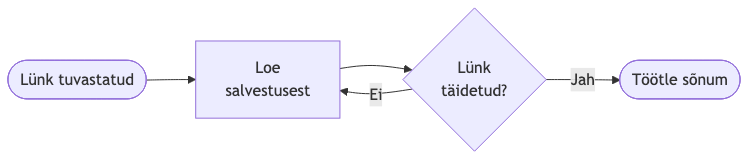 Lünk tuvastatud
Loe
salvestusest
Ei
Lünk
täidetud?
Jah
Töötle sõnum